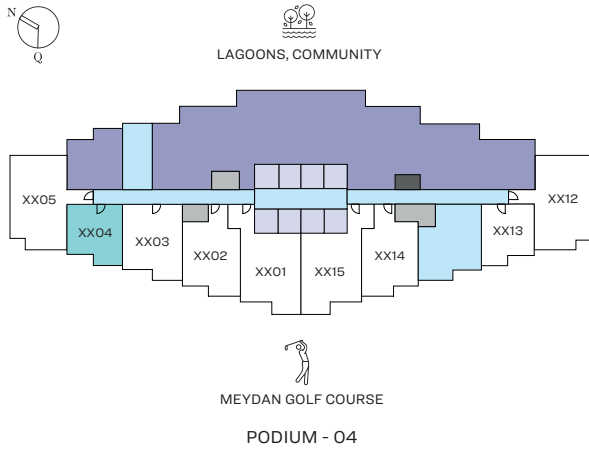 N
Q
LAGOONS, COMMUNITY
XX05
XX04
XX03
XX02
XX01
XX15
XX14
XX13
XX12
MEYDAN GOLF COURSE
PODIUM - 04